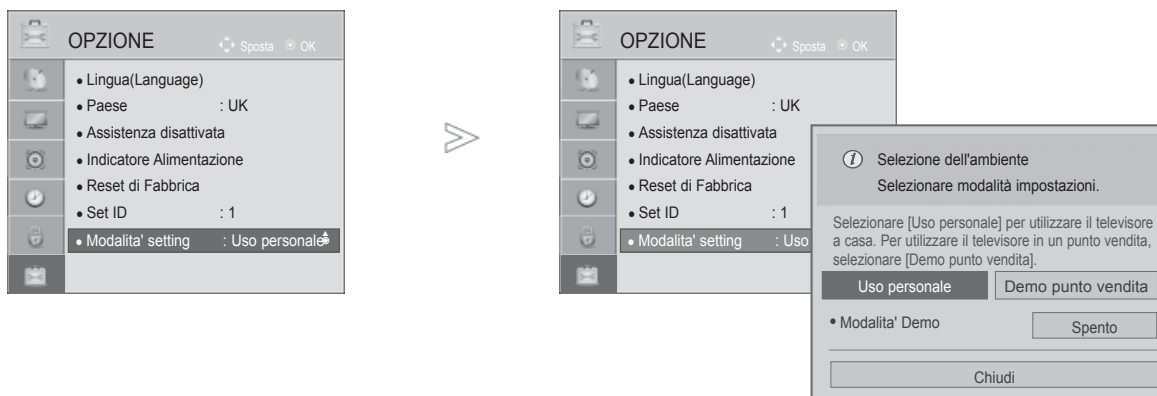 OPZIONE
Sposta OK
• Lingua(Language)
• Paese : UK
• Assistenza disattivata
• Indicatore Alimentazione
• Reset di Fabbrica
• Set ID : 1
• Modalita' setting : Uso personale
OPZIONE
Sposta OK
• Lingua(Language)
• Paese : UK
• Assistenza disattivata
• Indicatore Alimentazione
• Reset di Fabbrica
• Set ID : 1
• Modalita' setting : Uso
Selezione dell'ambiente
Selezionare modalità impostazioni.
Selezionare [Uso personale] per utilizzare il televisore
a casa. Per utilizzare il televisore in un punto vendita,
selezionare [Demo punto vendita].
Uso personale Demo punto vendita
• Modalita' Demo Spento
Chiudi